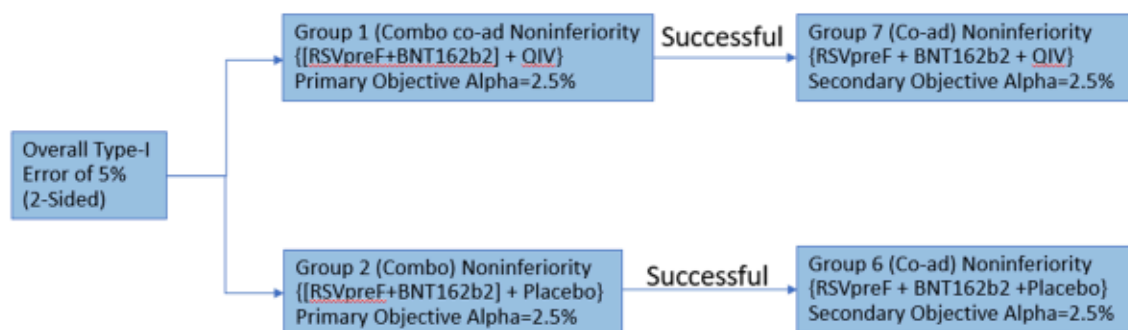 Overall Type-I
Error of 5%
(2-Sided)
Group 1 (Combo co-ad Noninferiority
{[RSVpreF+BNT162b2] + QIV}
Primary Objective Alpha=2.5%
Successful
Group 7 (Co-ad) Noninferiority
{RSVpreF + BNT162b2 + QIV}
Secondary Objective Alpha=2.5%
Group 2 (Combo) Noninferiority
{[RSVpreF+BNT162b2] + Placebo}
Primary Objective Alpha=2.5%
Successful
Group 6 (Co-ad) Noninferiority
{RSVpreF + BNT162b2 +Placebo}
Secondary Objective Alpha=2.5%